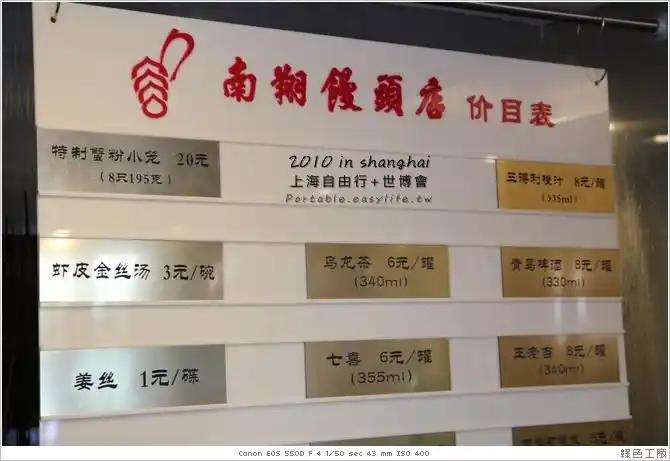 南翔饅頭店 价目表
特制蟹粉小笼 20元
(8只195克)
2010 in shanghai
上海自由行+世博會
Portable.easylife.tw
三得利橙汁 8元/罐
(335ml)
虾皮金丝汤 3元/碗
乌龙茶 6元/罐
(340ml)
青岛啤酒 8元/罐
(330ml)
姜丝 1元/碟
七喜 6元/罐
(355ml)
王老吉 8元/罐
(340ml)
Canon EOS 550D F 4 1/50 sec 43 mm ISO 400
綠色工廠